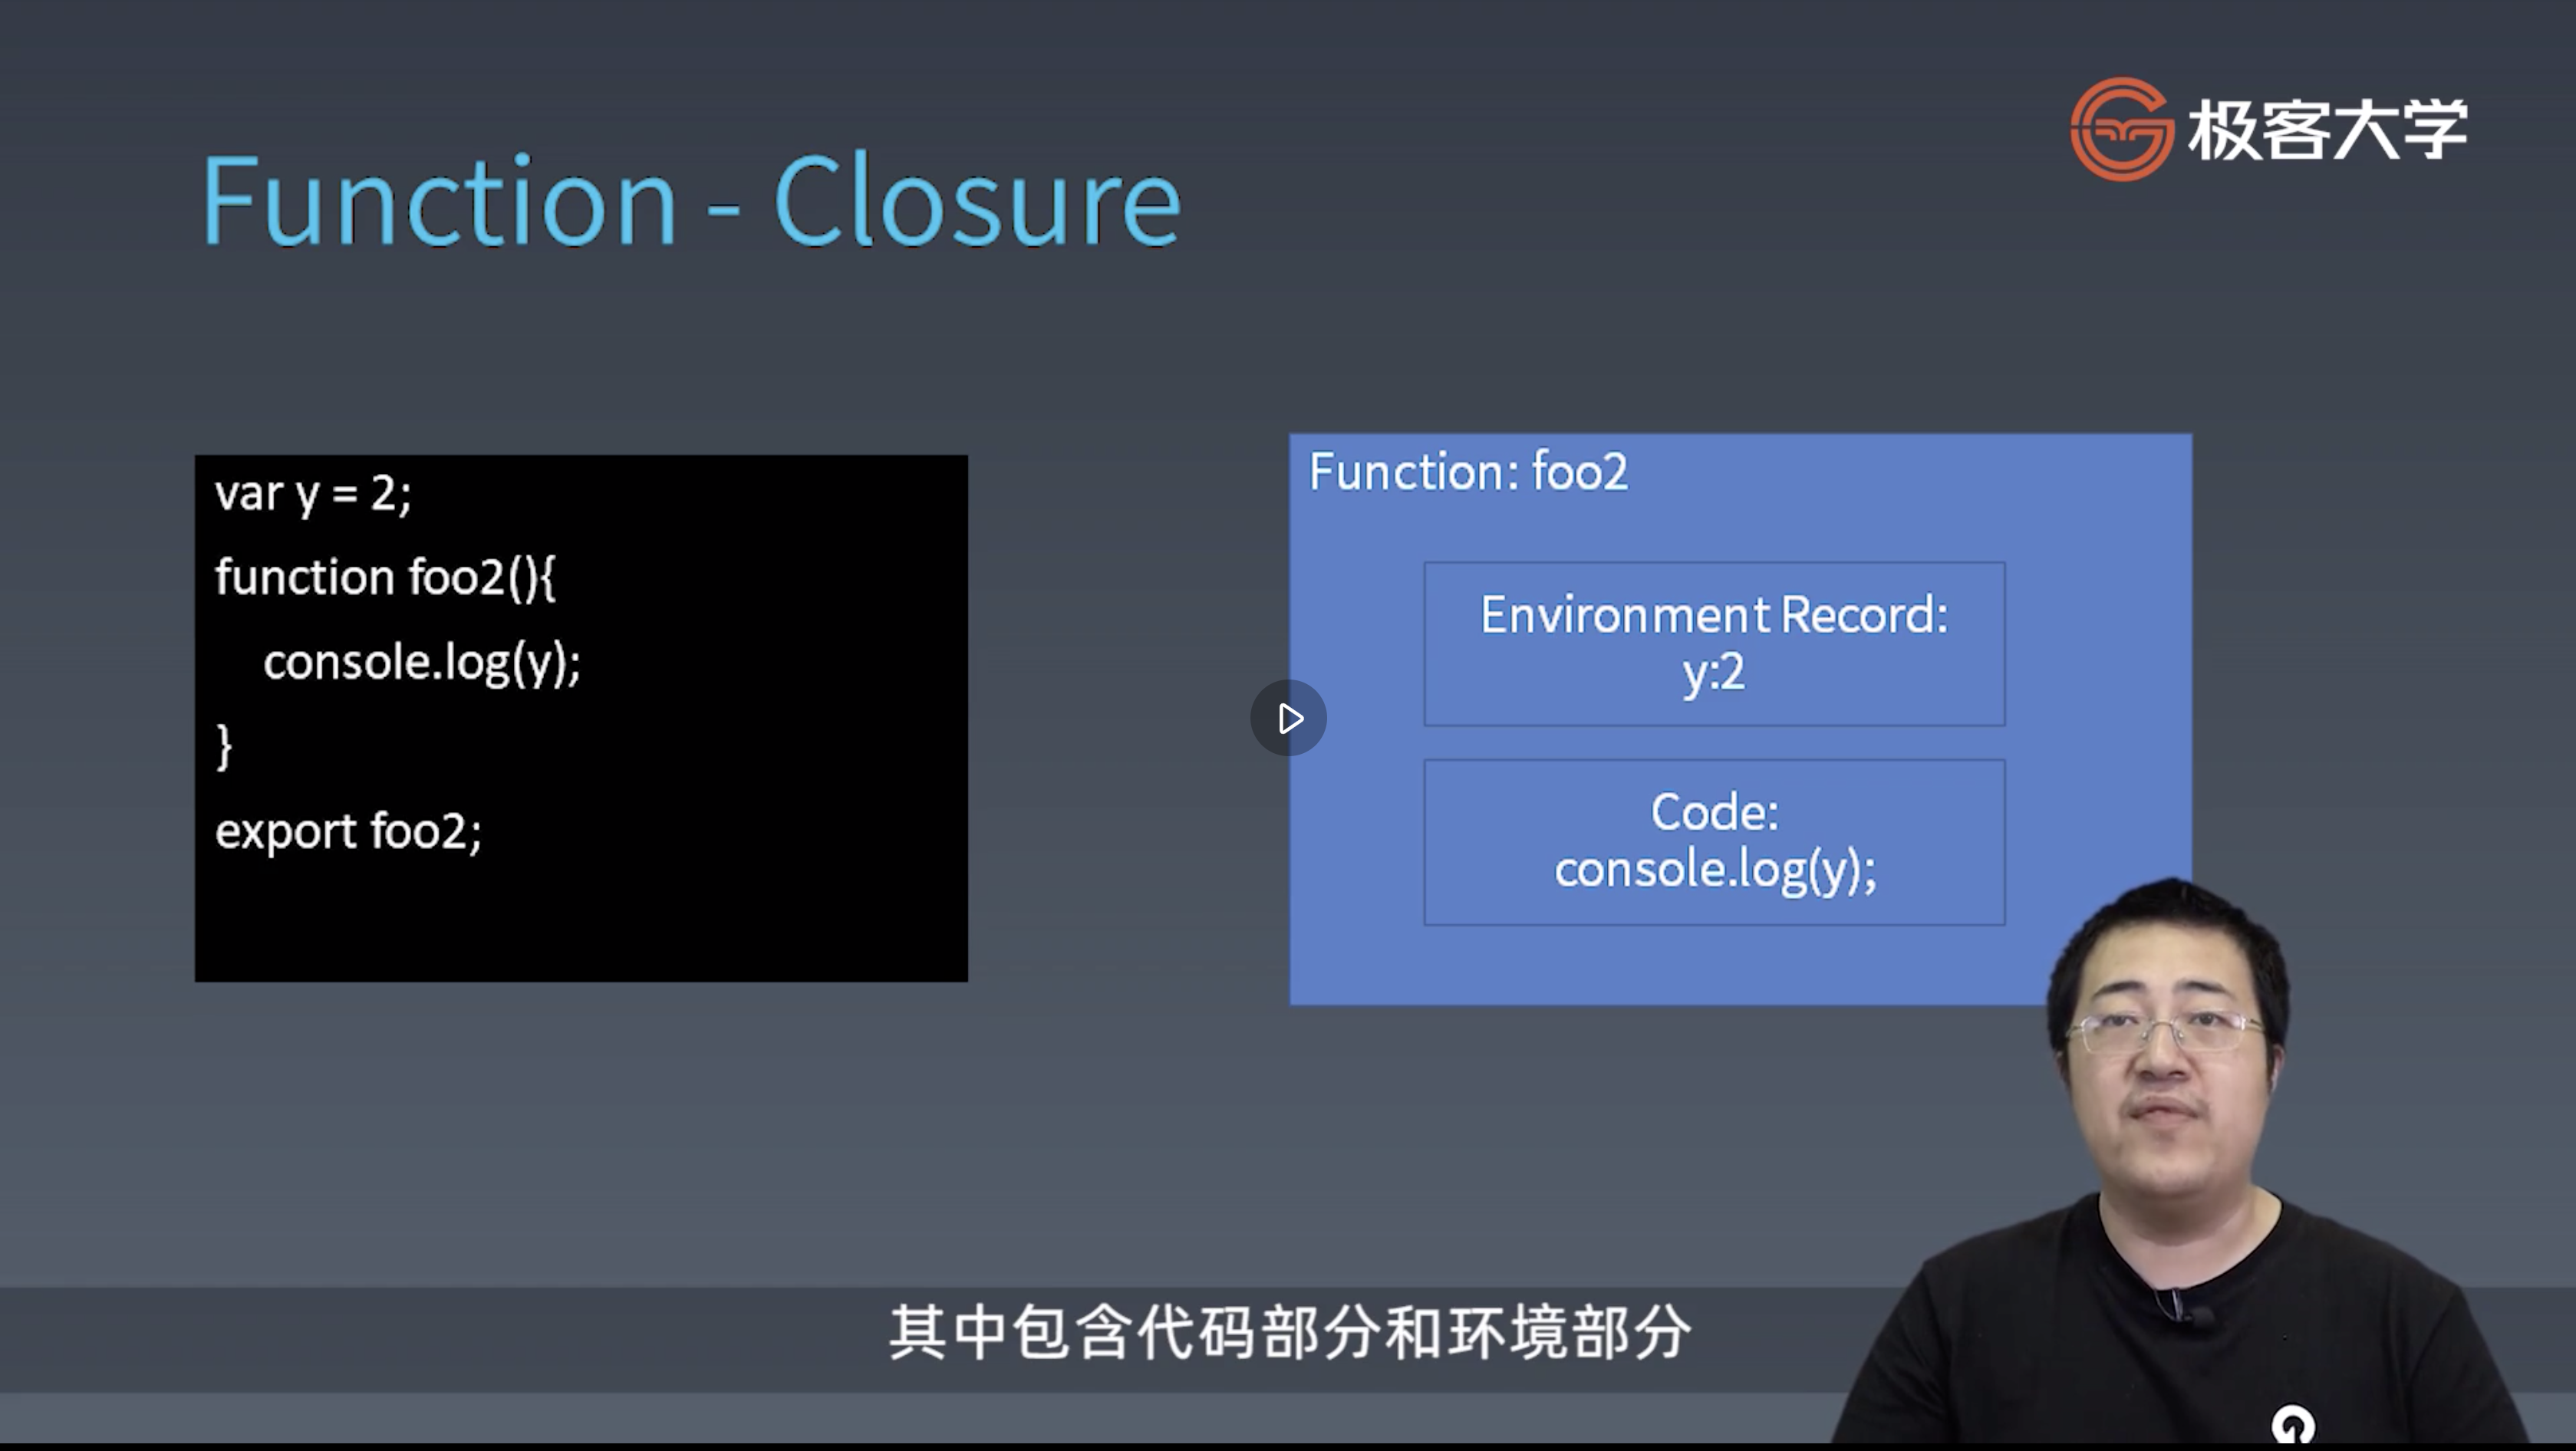 极客大学
Function - Closure
var y = 2;
function foo2(){
console.log(y);
}
export foo2;
Function: foo2
Environment Record:
y:2
Code:
console.log(y);
其中包含代码部分和环境部分